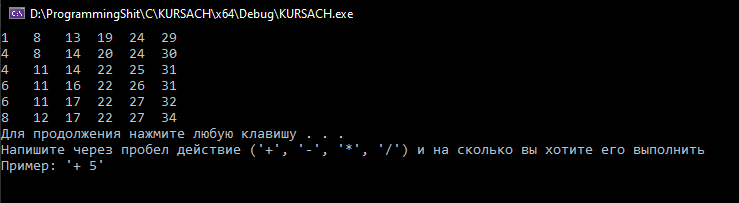 D:\ProgrammingShit\C\KURSACH\x64\Debug\KURSACH.exe
1 8 13 19 24 29
4 8 14 20 24 30
4 11 14 22 25 31
6 11 16 22 26 31
6 11 17 22 27 32
8 12 17 22 27 34
Для продолжения нажмите любую клавишу . . .
Напишите через пробел действие ('+', '-', '*', '/') и на сколько вы хотите его выполнить
Пример: '+ 5'